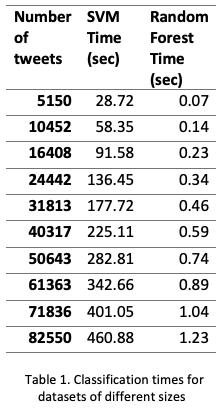 Number of tweets SVM Time (sec) Random Forest Time (sec)
5150 28.72 0.07
10452 58.35 0.14
16408 91.58 0.23
24442 136.45 0.34
31813 177.72 0.46
40317 225.11 0.59
50643 282.81 0.74
61363 342.66 0.89
71836 401.05 1.04
82550 460.88 1.23
Table 1. Classification times for
datasets of different sizes